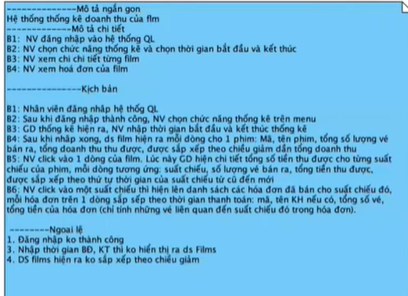 --------------Mô tả ngắn gọn
Hệ thống thống kê doanh thu của flm
-------------Mô tả chi tiết
B1: NV đăng nhập vào hệ thống QL
B2: NV chọn chức năng thống kê và chọn thời gian bắt đầu và kết thúc
B3: NV xem chi chi tiết từng film
B4: NV xem hoá đơn của film
---------------Kịch bản
B1: Nhân viên đăng nhập hệ thốg QL
B2: Sau khi đăng nhập thành công, NV chọn chức năng thống kê trên menu
B3: GD thống kê hiện ra, NV nhập thời gian bắt đầu và kết thúc thống kê
B4: Sau khi nhập xong, ds film hiện ra mỗi dòng cho 1 phim: Mã, tên phim, tổng số lượng vé
bán ra, tổng doanh thu thu được, được sắp xếp theo chiều giảm dần tổng doanh thu
B5: NV click vào 1 dòng của film. Lúc này GD hiện chi tiết tổng số tiền thu được cho từng suất
chiếu của phim, mỗi dòng tương ứng: suất chiếu, số lượng vé bán ra, tổng tiền thu được,
được sắp xếp theo thứ tự thời gian của suất chiếu từ cũ đến mới
B6: NV click vào một suất chiếu thì hiện lên danh sách các hóa đơn đã bán cho suất chiếu đó,
mỗi hóa đơn trên 1 dòng sắp sếp theo thời gian thanh toán: mã, tên KH nếu có, tổng số vé,
tổng tiền của hóa đơn (chỉ tính những vé liên quan đến suất chiếu đó trong hóa đơn).
--------Ngoại lệ
1. Đăng nhập ko thành công
3. Nhập thời gian BĐ, KT thì ko hiển thị ra ds Films
4. DS films hiện ra ko sắp xếp theo chiều giảm